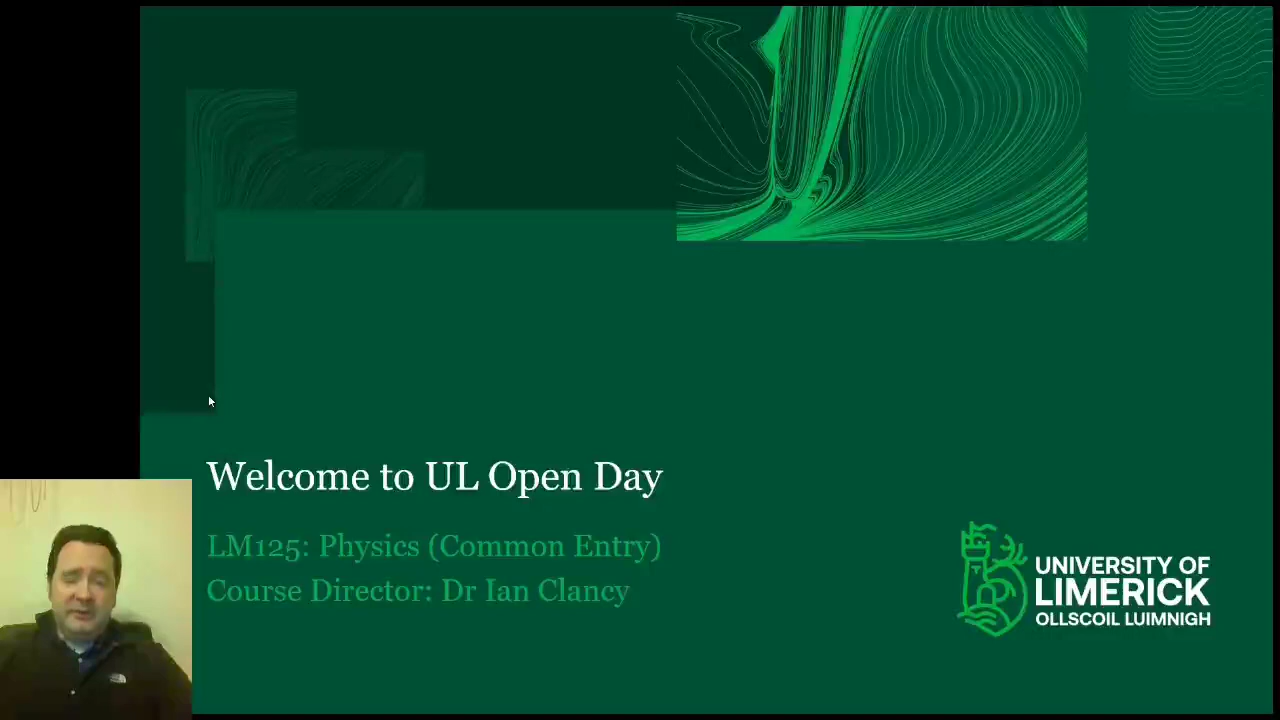 Welcome to UL Open Day
LM125: Physics (Common Entry)
Course Director: Dr Ian Clancy
UNIVERSITY OF
LIMERICK
OLLSCOIL LUIMNIGH